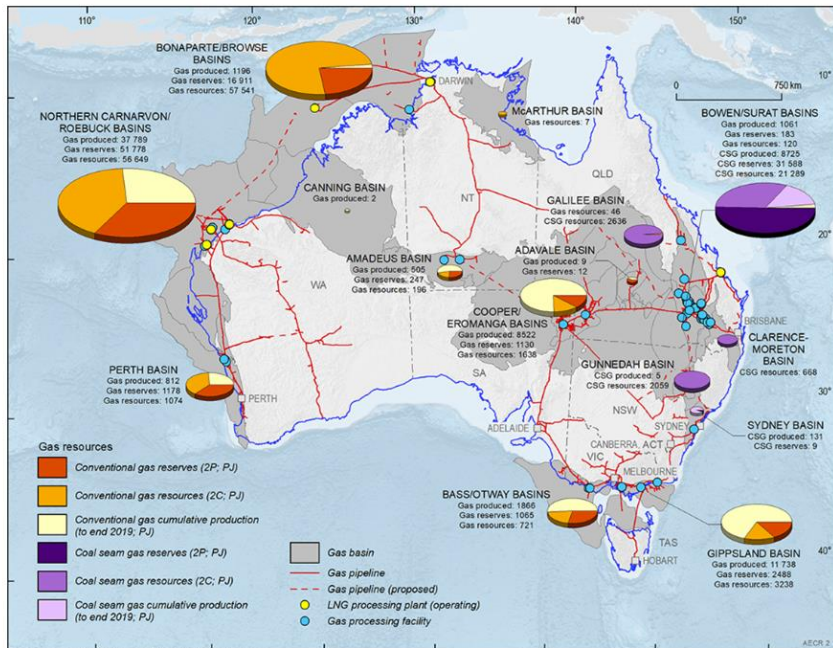 110°
120°
130°
140°
150°
BONAPARTE/BROWSE
BASINS
Gas produced: 1196
Gas reserves: 16 911
Gas resources: 57 541
DARWIN
10°
0
750 km
McARTHUR BASIN
Gas resources: 7
BOWEN/SURAT BASINS
Gas produced: 1061
Gas reserves: 183
Gas resources: 120
CSG produced: 8725
CSG reserves: 31 588
CSG resources: 21 289
NORTHERN CARNARVON/
ROEBUCK BASINS
Gas produced: 37 789
Gas reserves: 51 778
Gas resources: 56 649
CANNING BASIN
Gas produced: 2
NT
QLD
GALILEE BASIN
Gas resources: 46
CSG resources: 2636
20°
AMADEUS BASIN
Gas produced: 505
Gas reserves: 247
Gas resources: 196
ADAVALE BASIN
Gas produced: 9
Gas reserves: 12
WA
COOPER/
EROMANGA BASINS
Gas produced: 8522
Gas reserves: 1130
Gas resources: 1638
BRISBANE
CLARENCE-
MORETON
BASIN
CSG resources: 668
PERTH BASIN
Gas produced: 812
Gas reserves: 1178
Gas resources: 1074
SA
GUNNEDAH BASIN
CSG produced: 5
CSG resources: 2059
30°
PERTH
NSW
SYDNEY
SYDNEY BASIN
CSG produced: 131
CSG reserves: 9
ADELAIDE
CANBERRA, ACT
VIC
MELBOURNE
BASS/OTWAY BASINS
Gas produced: 1866
Gas reserves: 1065
Gas resources: 721
TAS
HOBART
GIPPSLAND BASIN
Gas produced: 11 738
Gas reserves: 2488
Gas resources: 3238
40°
Gas resources
Conventional gas reserves (2P; PJ)
Conventional gas resources (2C; PJ)
Conventional gas cumulative production
(to end 2019; PJ)
Coal seam gas reserves (2P; PJ)
Coal seam gas resources (2C; PJ)
Coal seam gas cumulative production
(to end 2019; PJ)
Gas basin
Gas pipeline
Gas pipeline (proposed)
LNG processing plant (operating)
Gas processing facility
AECR 2